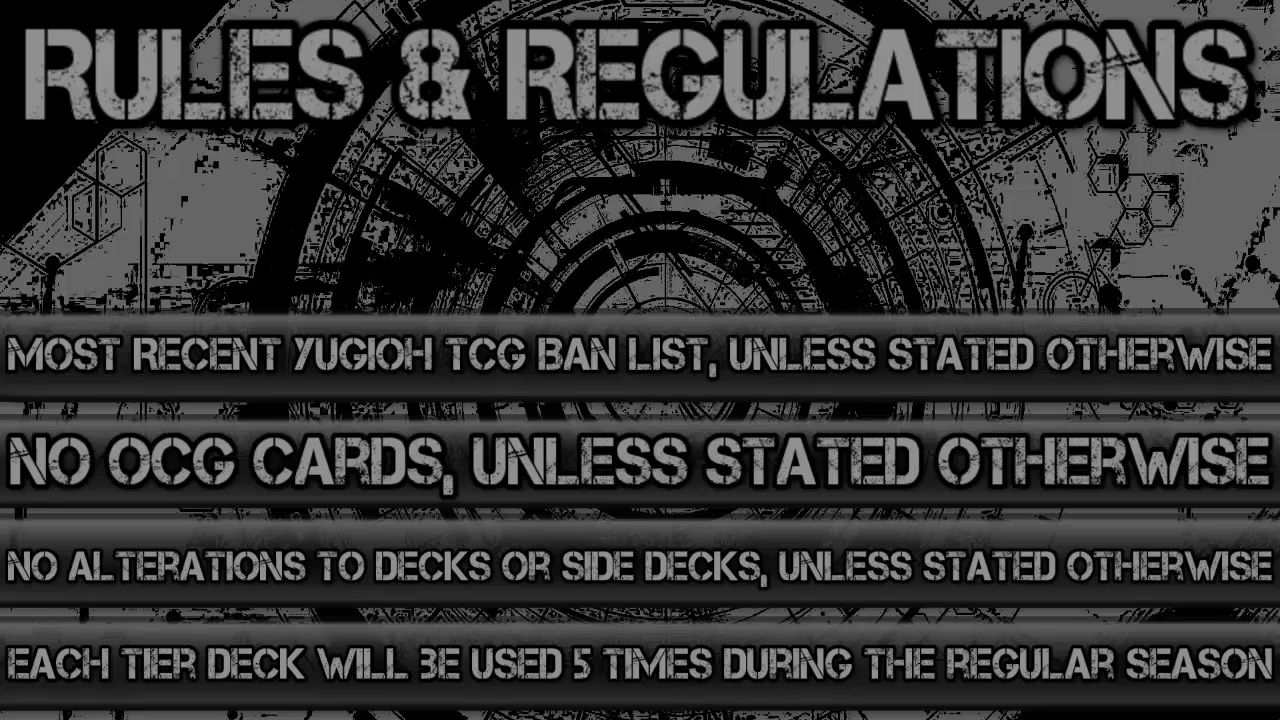 RULES & REGULATIONS
MOST RECENT YUGIOH TCG BAN LIST, UNLESS STATED OTHERWISE
NO OCG CARDS, UNLESS STATED OTHERWISE
NO ALTERATIONS TO DECKS OR SIDE DECKS, UNLESS STATED OTHERWISE
EACH TIER DECK WILL BE USED 5 TIMES DURING THE REGULAR SEASON